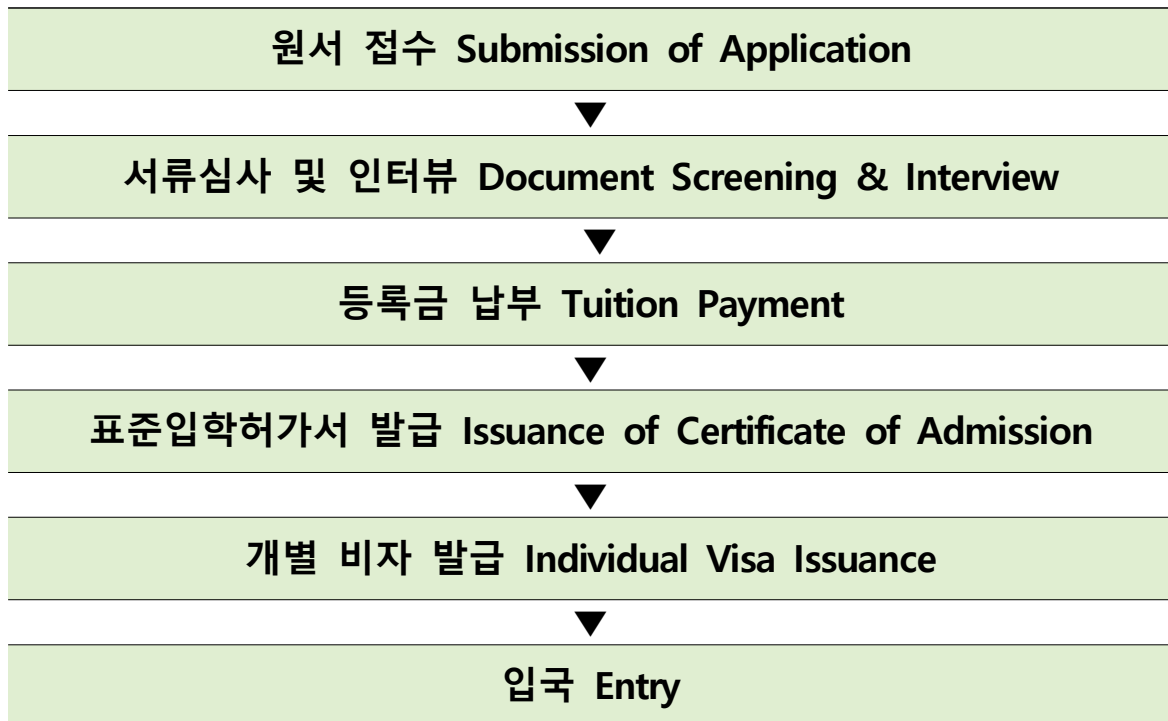 원서 접수 Submission of Application
▼
서류심사 및 인터뷰 Document Screening & Interview
▼
등록금 납부 Tuition Payment
▼
표준입학허가서 발급 Issuance of Certificate of Admission
▼
개별 비자 발급 Individual Visa Issuance
▼
입국 Entry